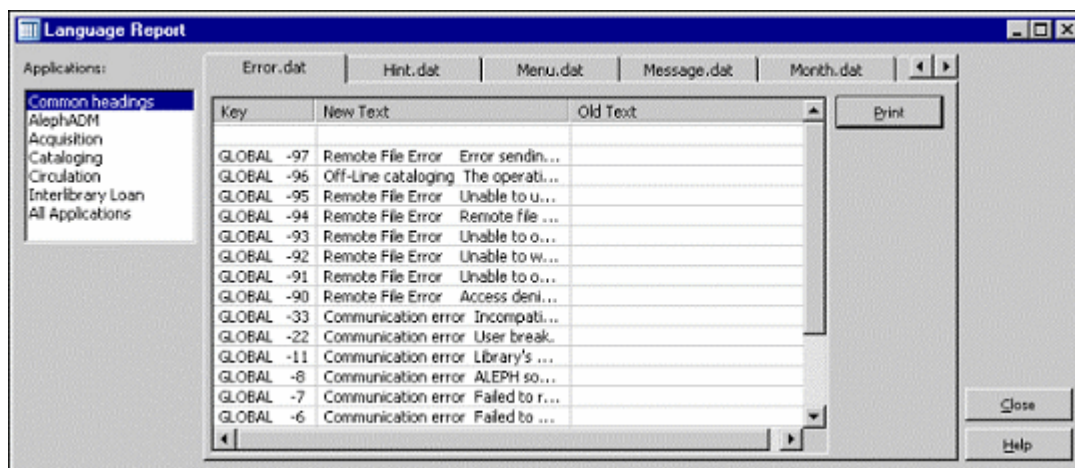 Language Report
Applications:
Common headings
AlephADM
Acquisition
Cataloging
Circulation
Interlibrary Loan
All Applications
Error.dat Hint.dat Menu.dat Message.dat Month.dat
Key New Text Old Text
GLOBAL -97 Remote File Error Error sendin...
GLOBAL -96 Off-Line cataloging The operati...
GLOBAL -95 Remote File Error Unable to u...
GLOBAL -94 Remote File Error Remote file ...
GLOBAL -93 Remote File Error Unable to o...
GLOBAL -92 Remote File Error Unable to w...
GLOBAL -91 Remote File Error Unable to o...
GLOBAL -90 Remote File Error Access deni...
GLOBAL -33 Communication error Incompati...
GLOBAL -22 Communication error User break.
GLOBAL -11 Communication error Library's ...
GLOBAL -8 Communication error ALEPH so...
GLOBAL -7 Communication error Failed to r...
GLOBAL -6 Communication error Failed to ...
Print
Close
Help